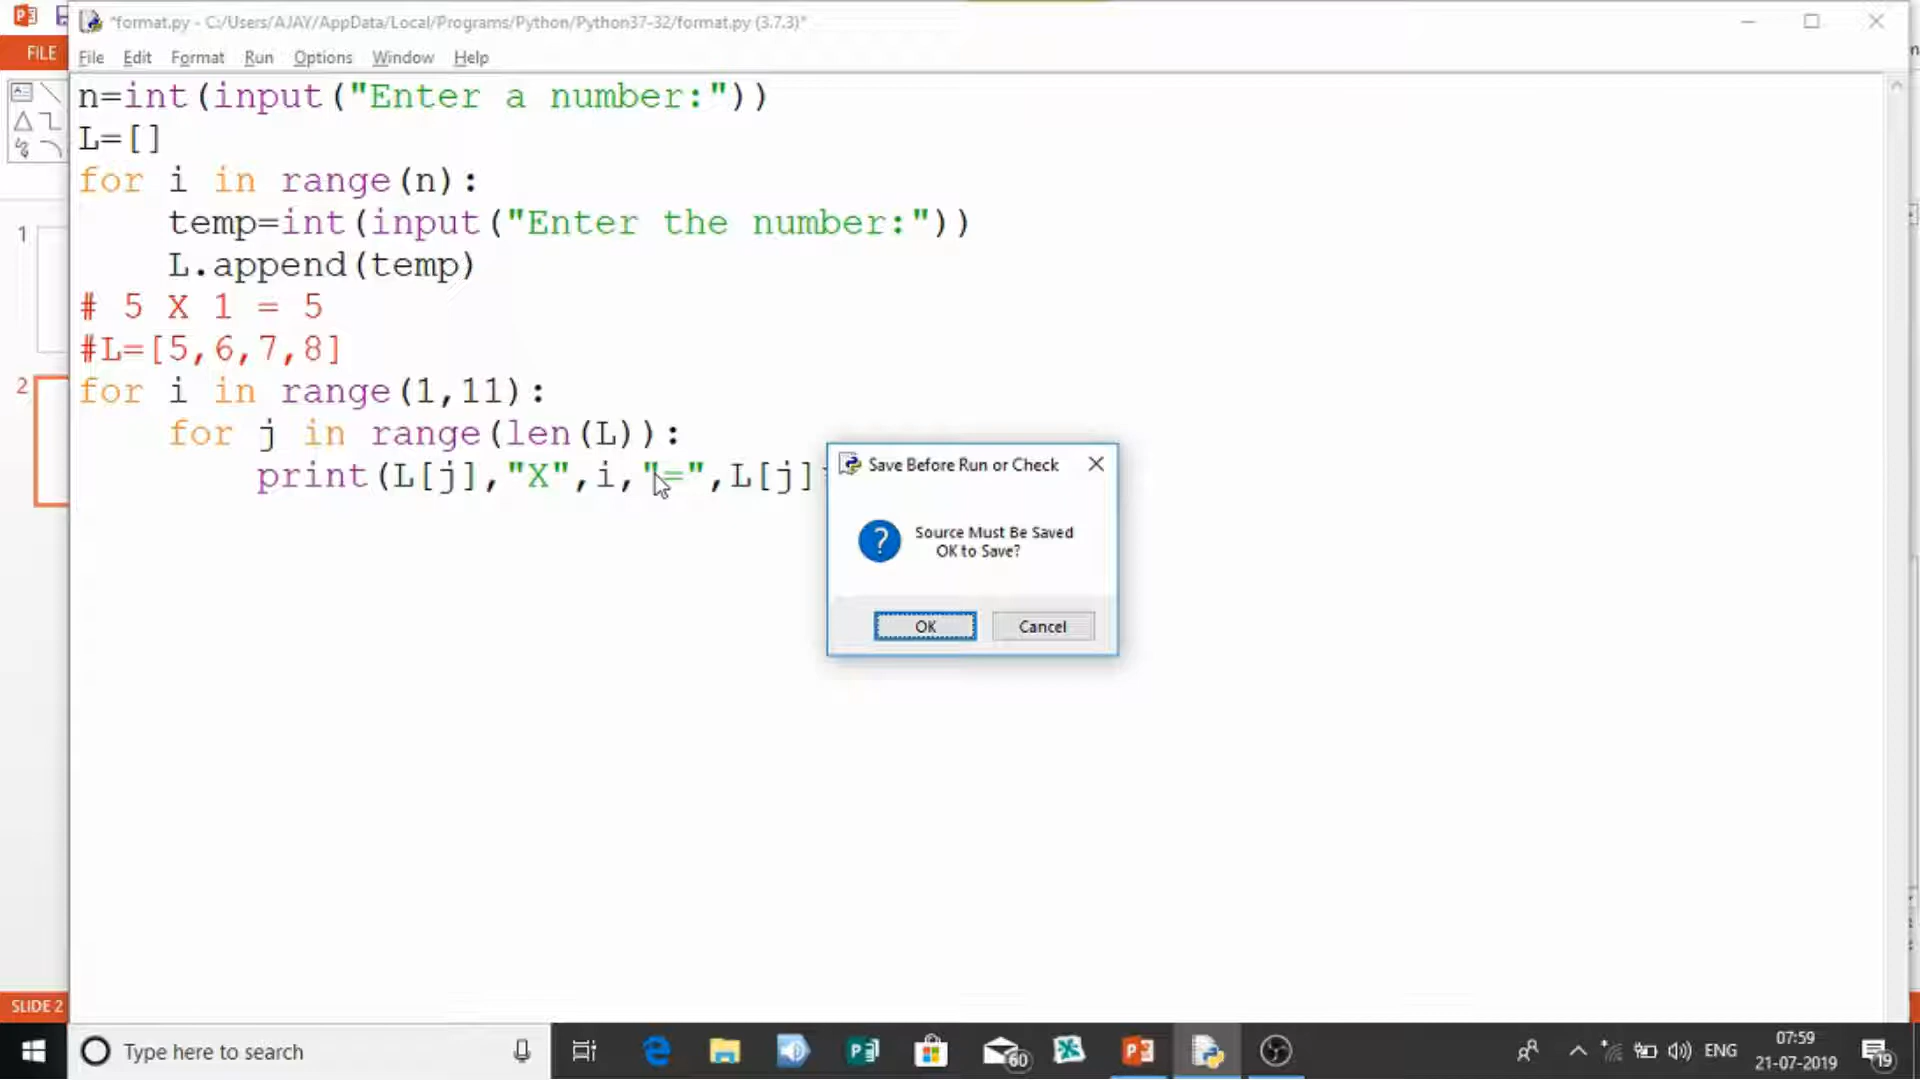 *format.py - C:/Users/AJAY/AppData/Local/Programs/Python/Python37-32/format.py (3.7.3)*
FILE
File Edit Format Run Options Window Help
n=int(input("Enter a number:"))
L=[]
for i in range(n):
    temp=int(input("Enter the number:"))
    L.append(temp)
# 5 X 1 = 5
#L=[5,6,7,8]
for i in range(1,11):
    for j in range(len(L)):
        print(L[j],"X",i,"=",L[j]
1
2
Save Before Run or Check
Source Must Be Saved
OK to Save?
OK Cancel
SLIDE 2
Type here to search
60
ENG
07:59
21-07-2019
19